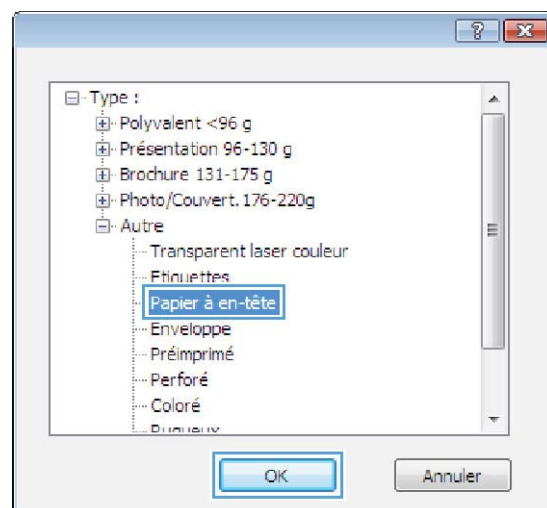 Type :
Polyvalent <96 g
Présentation 96-130 g
Brochure 131-175 g
Photo/Couvert. 176-220g
Autre
Transparent laser couleur
Etiquettes
Papier à en-tête
Enveloppe
Préimprimé
Perforé
Coloré
Rugueux
OK
Annuler